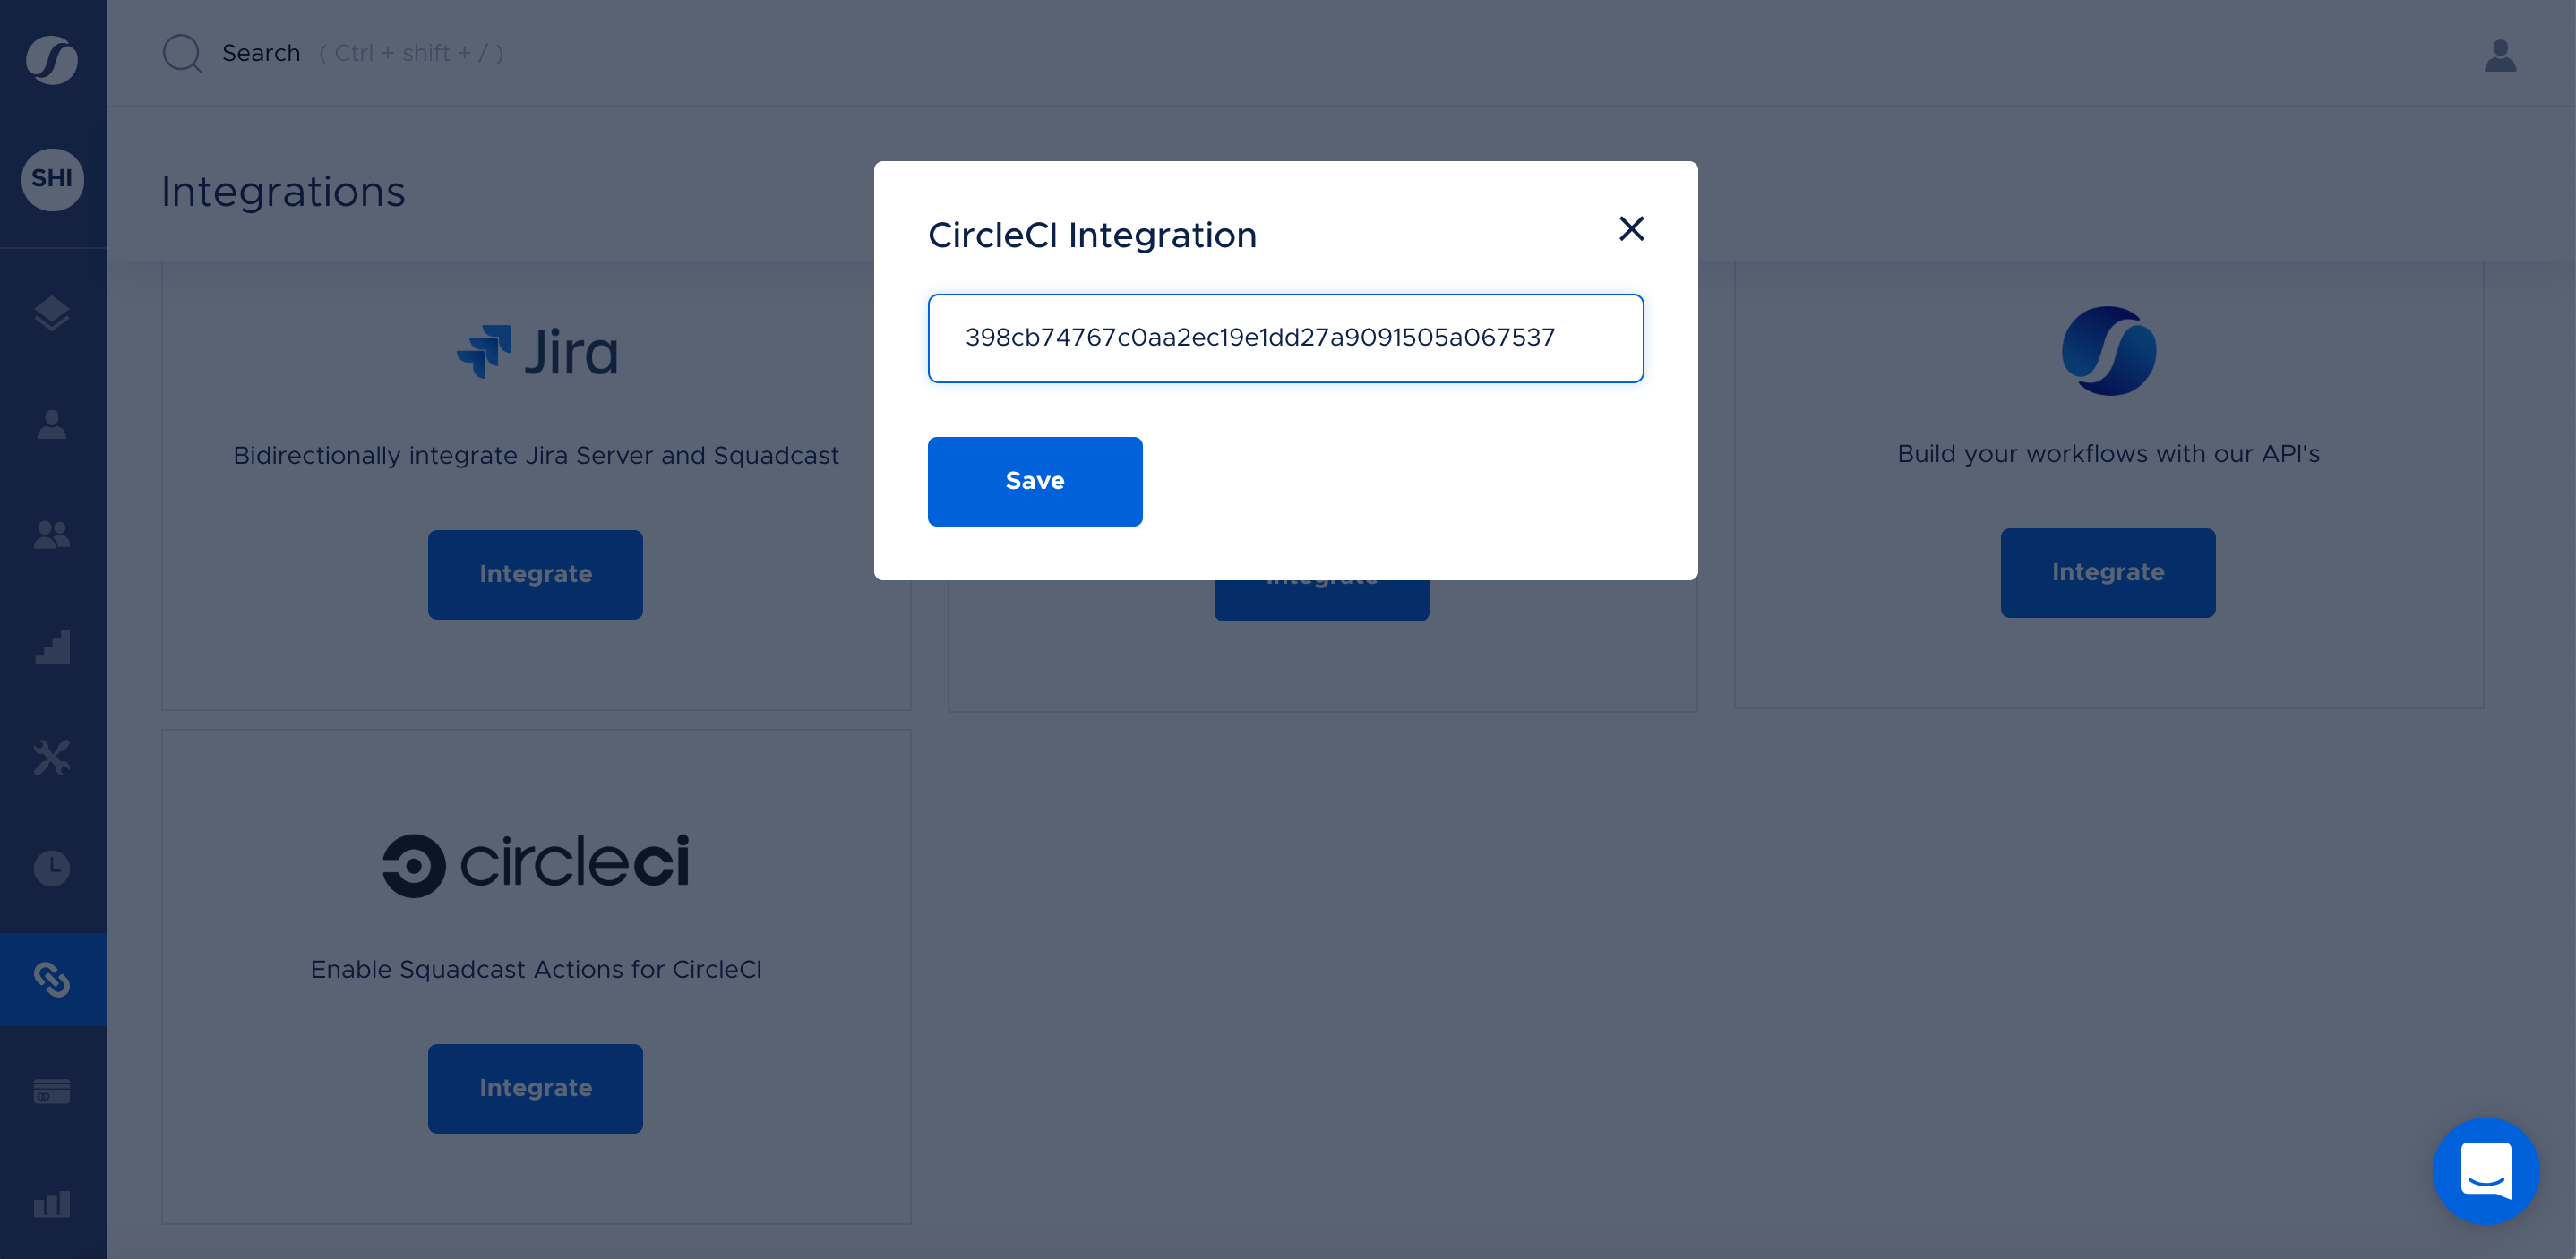 Search ( Ctrl + shift + / )
SHI
Integrations
CircleCI Integration
398cb74767c0aa2ec19e1dd27a9091505a067537
Save
Jira
Bidirectionally integrate Jira Server and Squadcast
Integrate
Integrate
Build your workflows with our API's
Integrate
circleci
Enable Squadcast Actions for CircleCI
Integrate